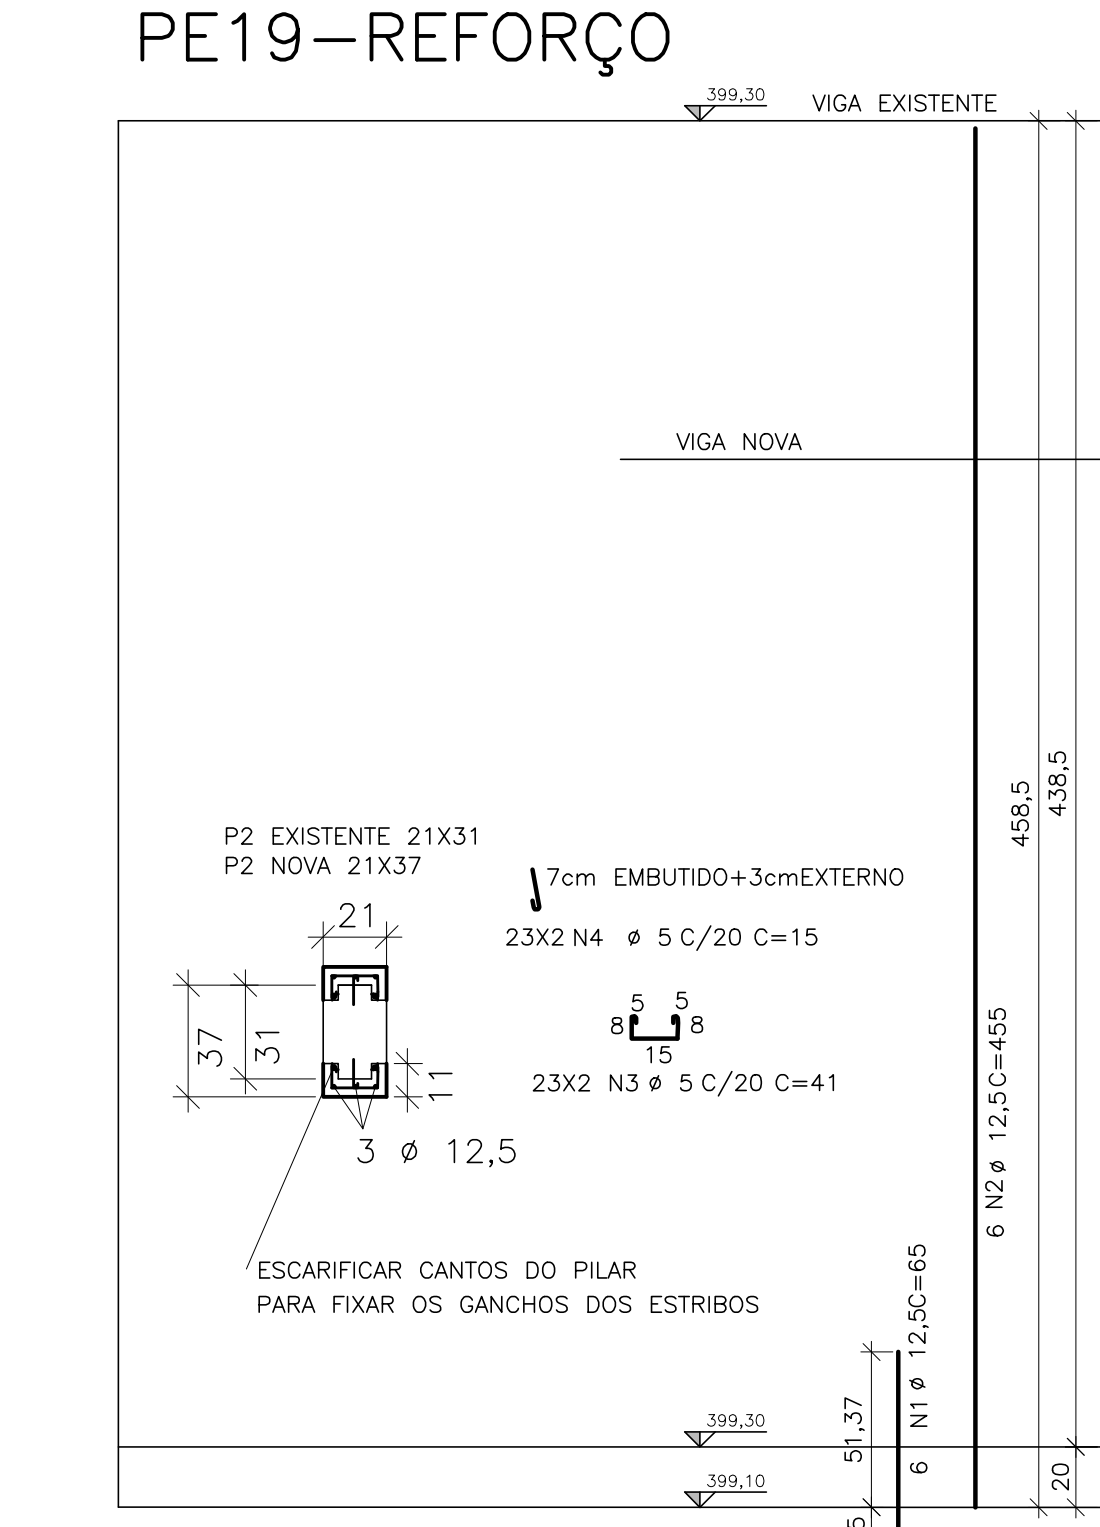 PE19-REFORÇO
399,30
VIGA EXISTENTE
VIGA NOVA
458,5
438,5
P2 EXISTENTE 21X31
P2 NOVA 21X37
7cm EMBUTIDO+3cmEXTERNO
23X2 N4 ø 5 C/20 C=15
21
37
31
11
5 5
8 8
15
23X2 N3 ø 5 C/20 C=41
3 ø 12,5
6 N2 ø 12,5C=455
ESCARIFICAR CANTOS DO PILAR
PARA FIXAR OS GANCHOS DOS ESTRIBOS
6 N1 ø 12,5C=65
51,37
399,30
399,10
20